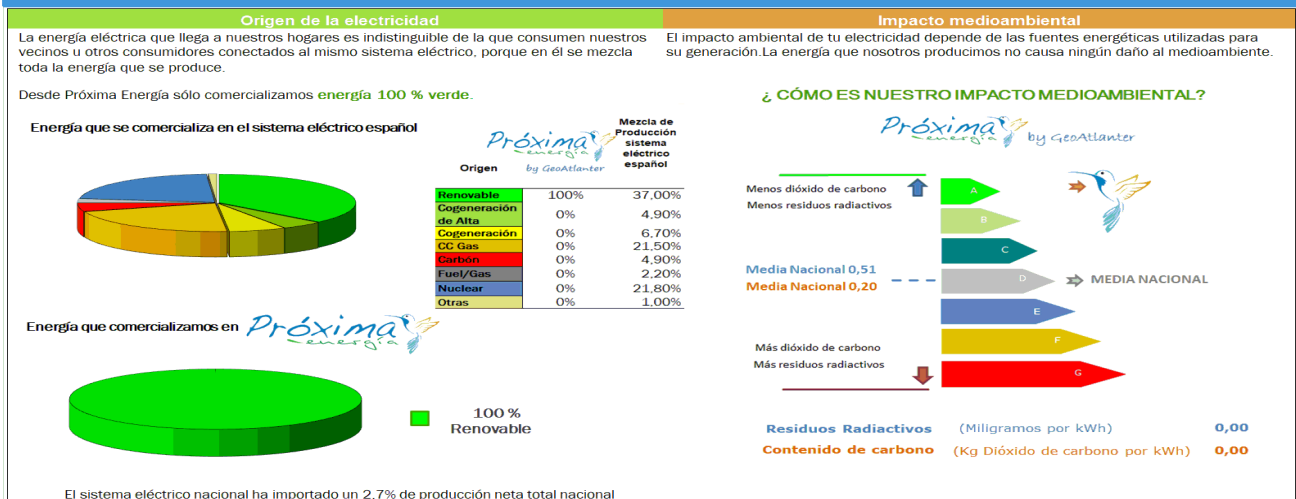 Origen de la electricidad
La energía eléctrica que llega a nuestros hogares es indistinguible de la que consumen nuestros
vecinos u otros consumidores conectados al mismo sistema eléctrico, porque en él se mezcla
toda la energía que se produce.
Desde Próxima Energía sólo comercializamos energía 100 % verde.
Energía que se comercializa en el sistema eléctrico español
Origen
Próxima
energía
by GeoAtlanter
Mezcla de
Producción
sistema
eléctrico
español
Renovable 100% 37,00%
Cogeneración
de Alta 0% 4,90%
Cogeneración 0% 6,70%
CC Gas 0% 21,50%
Carbón 0% 4,90%
Fuel/Gas 0% 2,20%
Nuclear 0% 21,80%
Otras 0% 1,00%
Energía que comercializamos en Próxima
energía
100 %
Renovable
El sistema eléctrico nacional ha importado un 2.7% de producción neta total nacional
Impacto medioambiental
El impacto ambiental de tu electricidad depende de las fuentes energéticas utilizadas para
su generación.La energía que nosotros producimos no causa ningún daño al medioambiente.
¿ CÓMO ES NUESTRO IMPACTO MEDIOAMBIENTAL?
Próxima
energía
by GeoAtlanter
Menos dióxido de carbono
Menos residuos radiactivos
A
B
C
Media Nacional 0,51
Media Nacional 0,20
D
MEDIA NACIONAL
E
F
Más dióxido de carbono
Más residuos radiactivos
G
Residuos Radiactivos (Miligramos por kWh) 0,00
Contenido de carbono (Kg Dióxido de carbono por kWh) 0,00